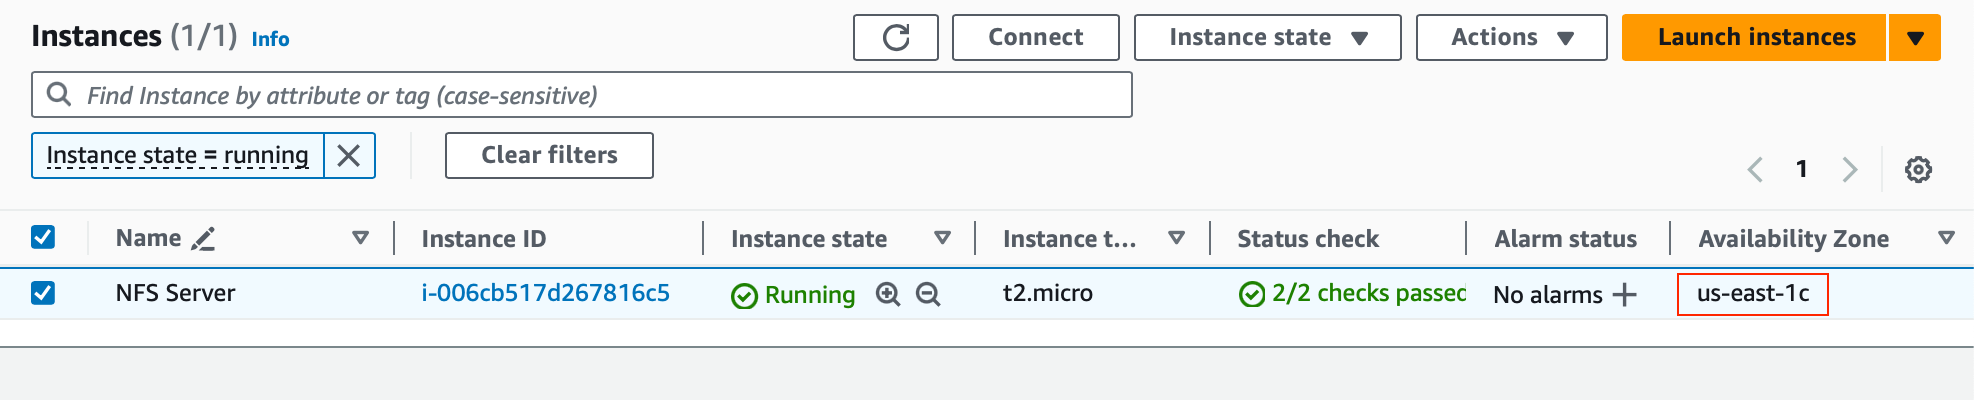 Instances (1/1) Info Connect Instance state Actions Launch instances
Find Instance by attribute or tag (case-sensitive)
Instance state = running Clear filters
1
Name Instance ID Instance state Instance t... Status check Alarm status Availability Zone
NFS Server i-006cb517d267816c5 Running t2.micro 2/2 checks passed No alarms us-east-1c